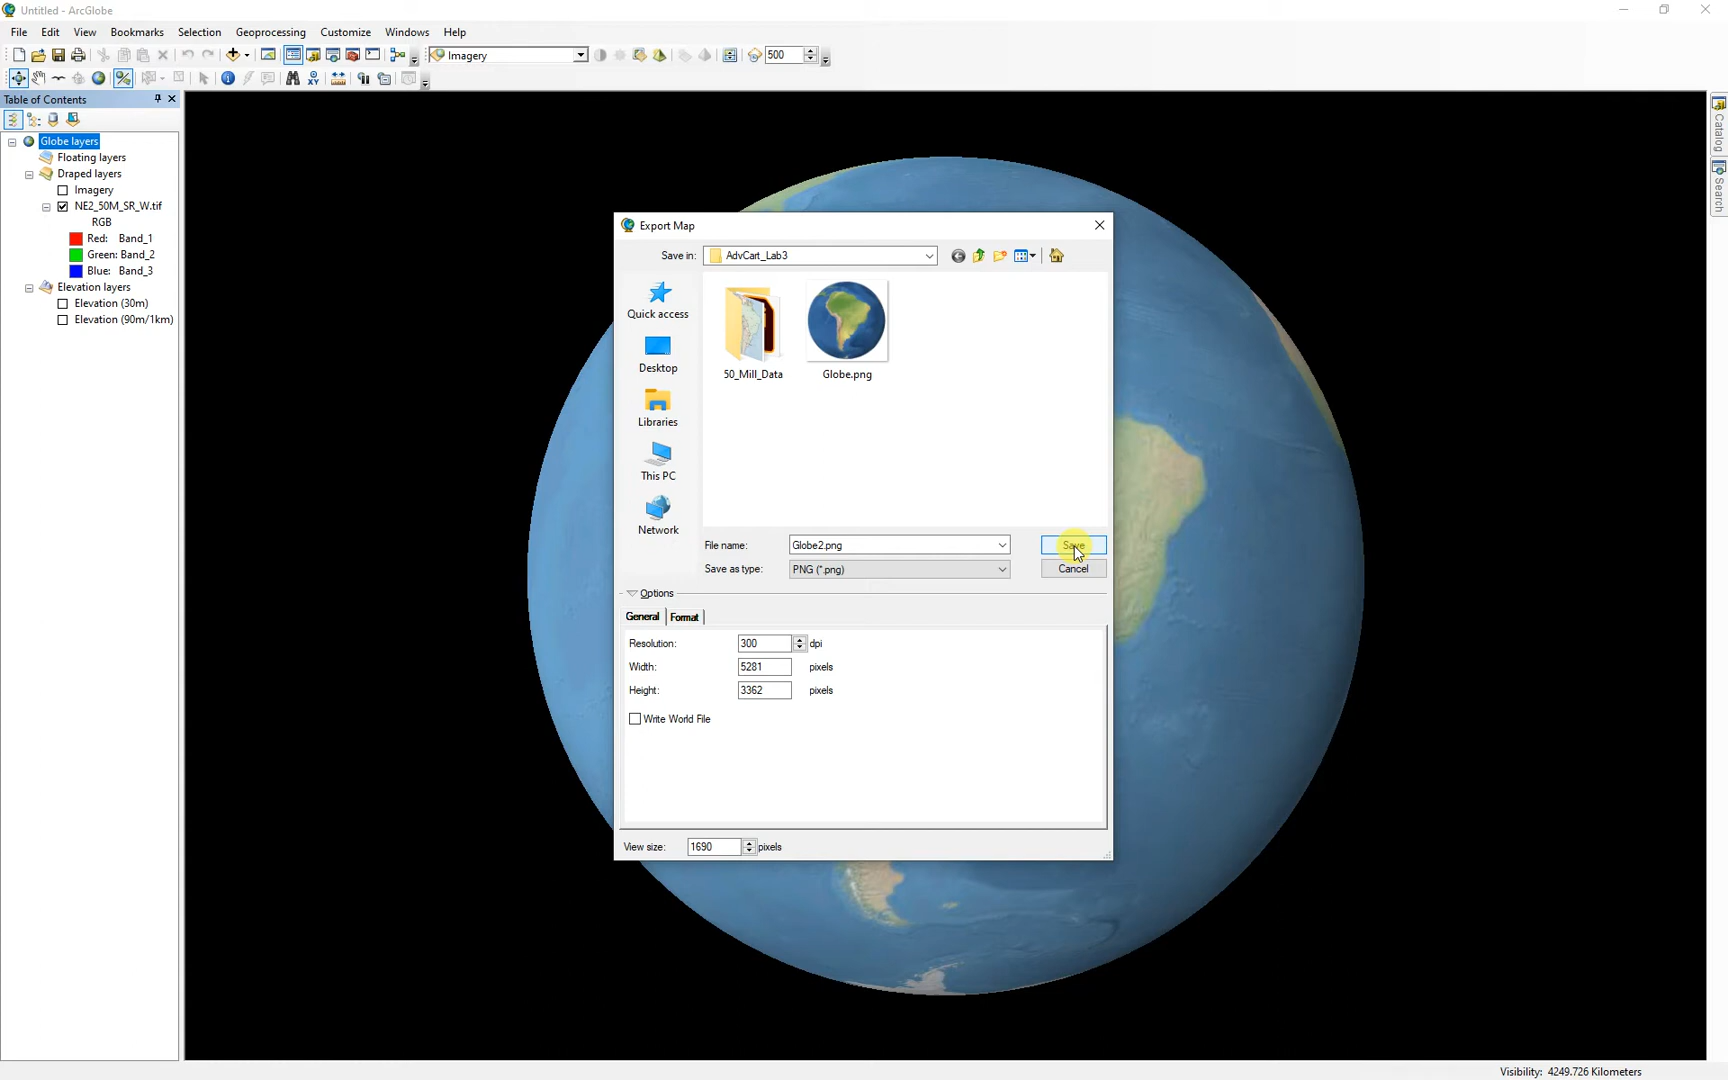 Untitled - ArcGlobe
File Edit View Bookmarks Selection Geoprocessing Customize Windows Help
Imagery
500
Table of Contents
Globe layers
Floating layers
Draped layers
Imagery
NE2_50M_SR_W.tif
RGB
Red: Band_1
Green: Band_2
Blue: Band_3
Elevation layers
Elevation (30m)
Elevation (90m/1km)
Catalog
Search
Export Map
Save in: AdvCart_Lab3
Quick access
Desktop
Libraries
This PC
Network
50_Mill_Data
Globe.png
File name: Globe2.png
Save
Save as type: PNG (*.png)
Cancel
Options
General Format
Resolution: 300 dpi
Width: 5281 pixels
Height: 3362 pixels
Write World File
View size: 1690 pixels
Visibility: 4249.726 Kilometers